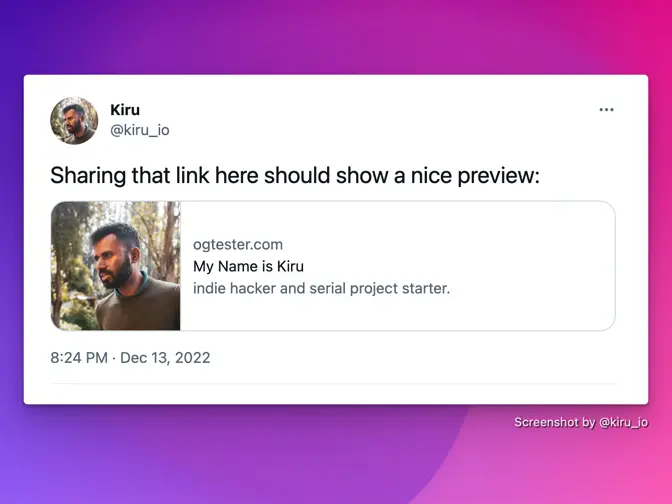 Kiru
@kiru_io
Sharing that link here should show a nice preview:
ogtester.com
My Name is Kiru
indie hacker and serial project starter.
8:24 PM · Dec 13, 2022
Screenshot by @kiru_io